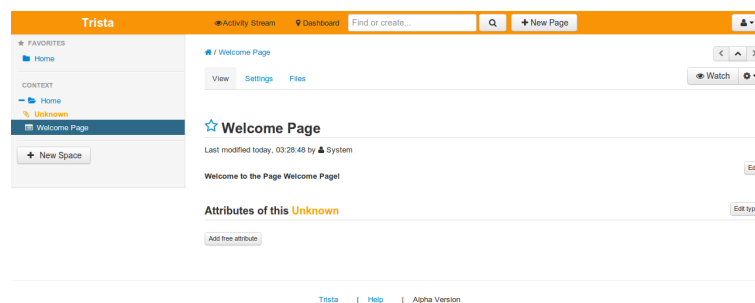 Trista
Activity Stream
Dashboard
Find or create...
New Page
FAVORITES
Home
CONTEXT
Home
Unknown
Welcome Page
+ New Space
/ Welcome Page
View Settings Files
Watch
Welcome Page
Last modified today, 03:28:48 by System
Welcome to the Page Welcome Page!
Attributes of this Unknown
Add free attribute
Trista | Help | Alpha Version